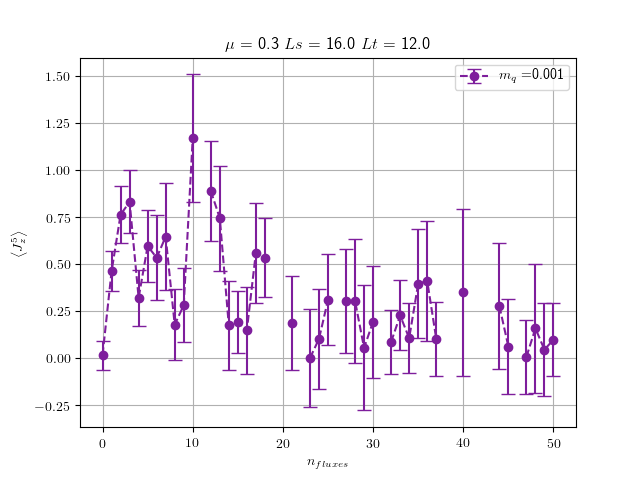 μ = 0.3 Ls = 16.0 Lt = 12.0
m_q = 0.001
⟨J_z^5⟩
1.50
1.25
1.00
0.75
0.50
0.25
0.00
−0.25
0 10 20 30 40 50
n_fluxes